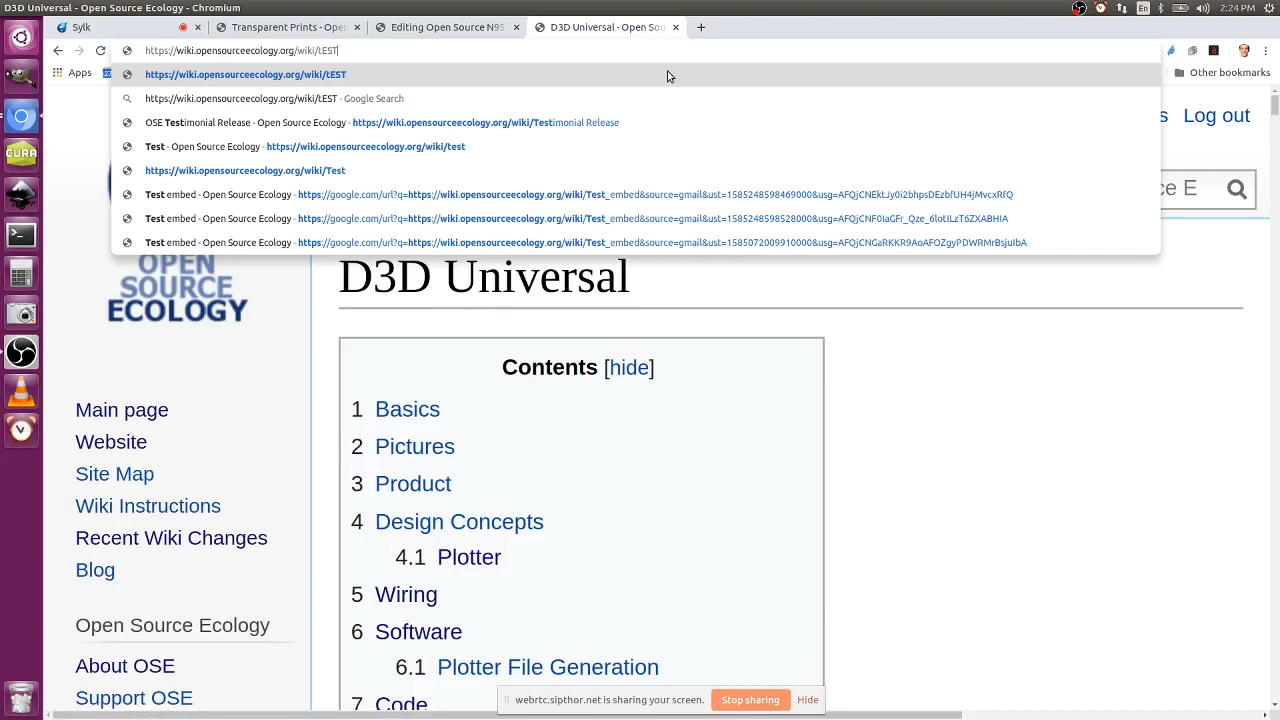 D3D Universal - Open Source Ecology - Chromium
En
2:24 PM
Sylk
Transparent Prints - Open
Editing Open Source N95
D3D Universal - Open Sou
https://wiki.opensourceecology.org/wiki/tEST
Apps
Other bookmarks
https://wiki.opensourceecology.org/wiki/tEST
https://wiki.opensourceecology.org/wiki/tEST - Google Search
OSE Testimonial Release - Open Source Ecology - https://wiki.opensourceecology.org/wiki/Testimonial Release
Test - Open Source Ecology - https://wiki.opensourceecology.org/wiki/test
https://wiki.opensourceecology.org/wiki/Test
Test embed - Open Source Ecology - https://google.com/url?q=https://wiki.opensourceecology.org/wiki/Test_embed&source=gmail&ust=1585248598469000&usg=AFQjCNEktJy0i2bhpsDEzbfUH4jMvcxRfQ
Test embed - Open Source Ecology - https://google.com/url?q=https://wiki.opensourceecology.org/wiki/Test_embed&source=gmail&ust=1585248598528000&usg=AFQjCNF0IaGFr_Qze_6lotILzT6ZXABHIA
Test embed - Open Source Ecology - https://google.com/url?q=https://wiki.opensourceecology.org/wiki/Test_embed&source=gmail&ust=1585072009910000&usg=AFQjCNGaRKKR9AoAFOZgyPDWRMrBsjuIbA
s Log out
ce E
OPEN
SOURCE
ECOLOGY
D3D Universal
Contents [hide]
1 Basics
2 Pictures
3 Product
4 Design Concepts
4.1 Plotter
5 Wiring
6 Software
6.1 Plotter File Generation
7 Code
Main page
Website
Site Map
Wiki Instructions
Recent Wiki Changes
Blog
Open Source Ecology
About OSE
Support OSE
CURA
webrtc.sipthor.net is sharing your screen.
Stop sharing
Hide